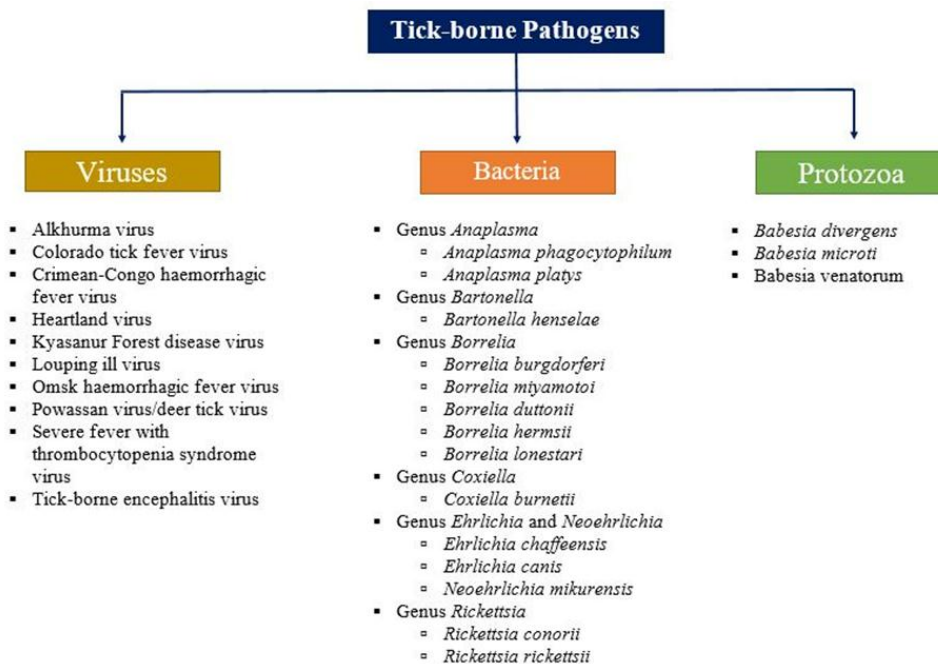 Tick-borne Pathogens
Viruses
▪ Alkhurma virus
▪ Colorado tick fever virus
▪ Crimean-Congo haemorrhagic
fever virus
▪ Heartland virus
▪ Kyasanur Forest disease virus
▪ Louping ill virus
▪ Omsk haemorrhagic fever virus
▪ Powassan virus/deer tick virus
▪ Severe fever with
thrombocytopenia syndrome
virus
▪ Tick-borne encephalitis virus
Bacteria
▪ Genus Anaplasma
▫ Anaplasma phagocytophilum
▫ Anaplasma platys
▪ Genus Bartonella
▫ Bartonella henselae
▪ Genus Borrelia
▫ Borrelia burgdorferi
▫ Borrelia miyamotoi
▫ Borrelia duttonii
▫ Borrelia hermsii
▫ Borrelia lonestari
▪ Genus Coxiella
▫ Coxiella burnetii
▪ Genus Ehrlichia and Neoehrlichia
▫ Ehrlichia chaffeensis
▫ Ehrlichia canis
▫ Neoehrlichia mikurensis
▪ Genus Rickettsia
▫ Rickettsia conorii
▫ Rickettsia rickettsii
Protozoa
▪ Babesia divergens
▪ Babesia microti
▪ Babesia venatorum